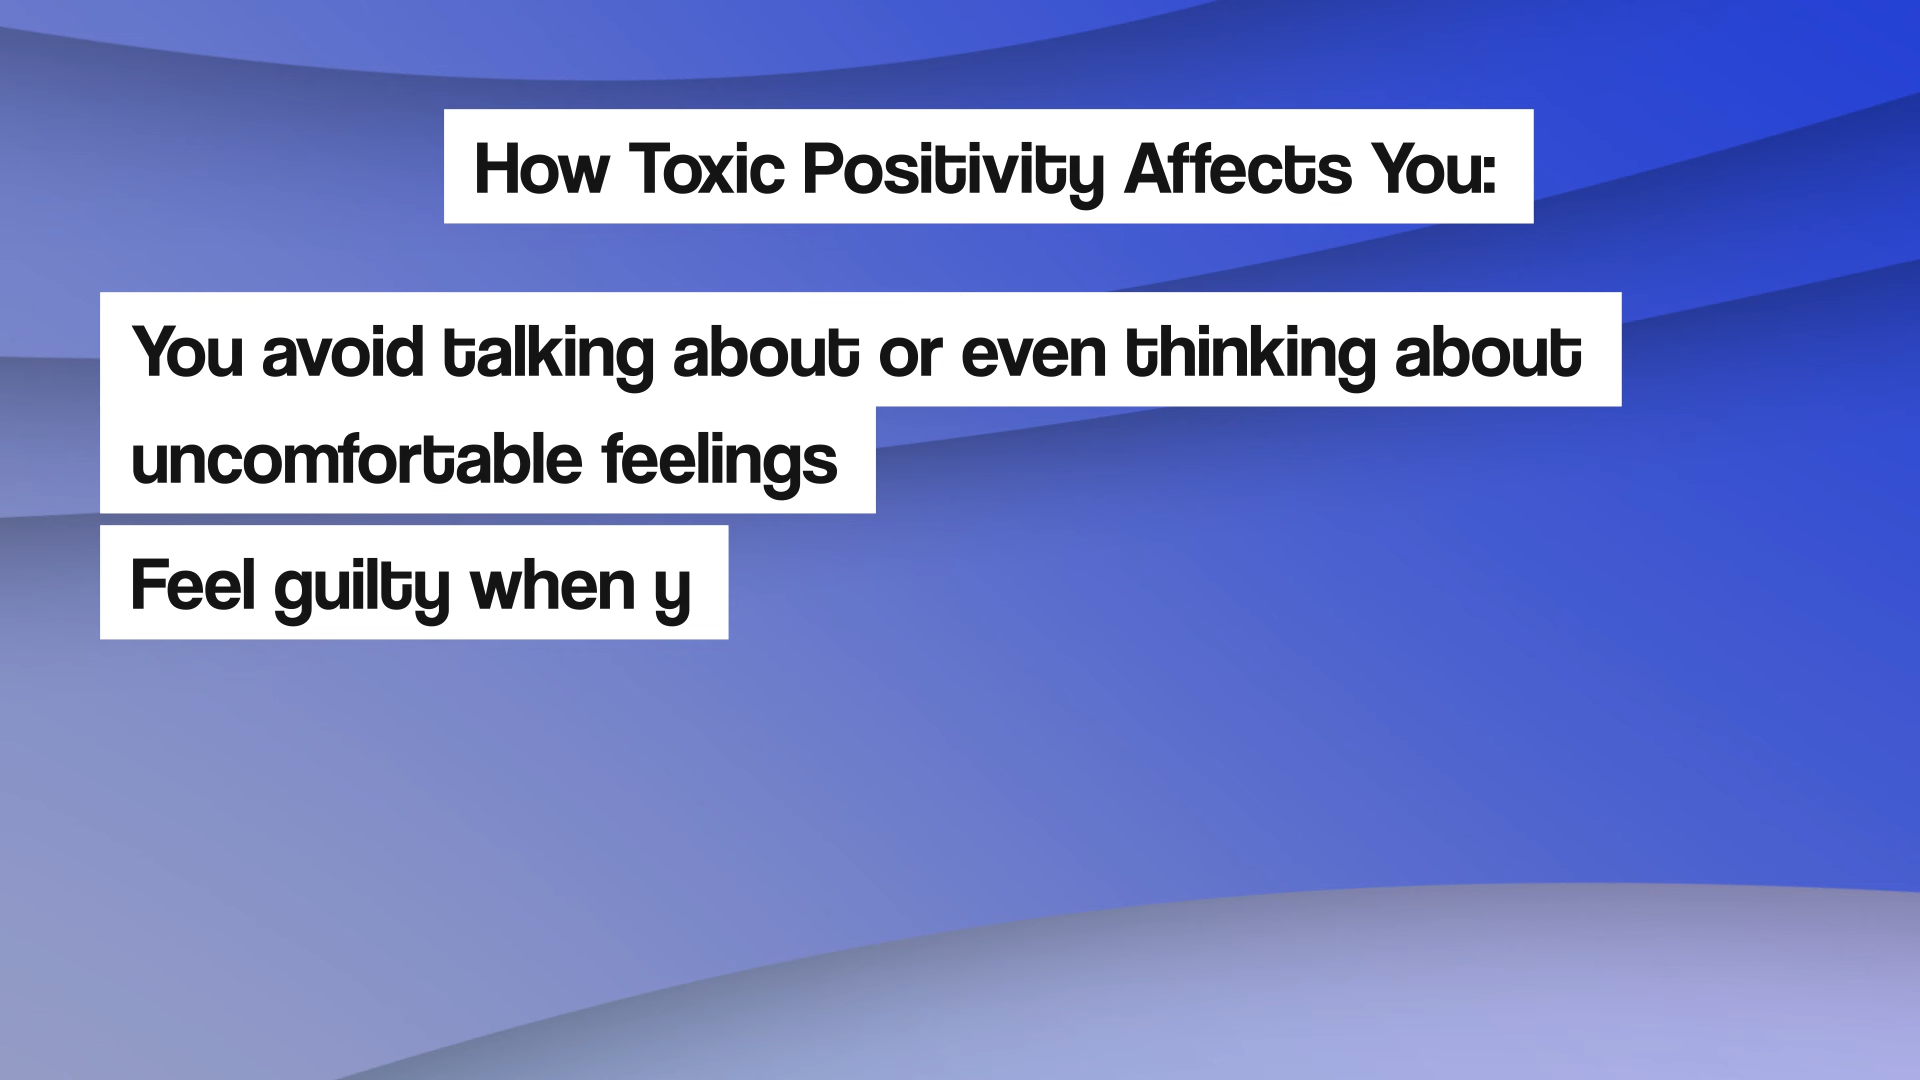 How Toxic Positivity Affects You:
You avoid talking about or even thinking about
uncomfortable feelings
Feel guilty when y